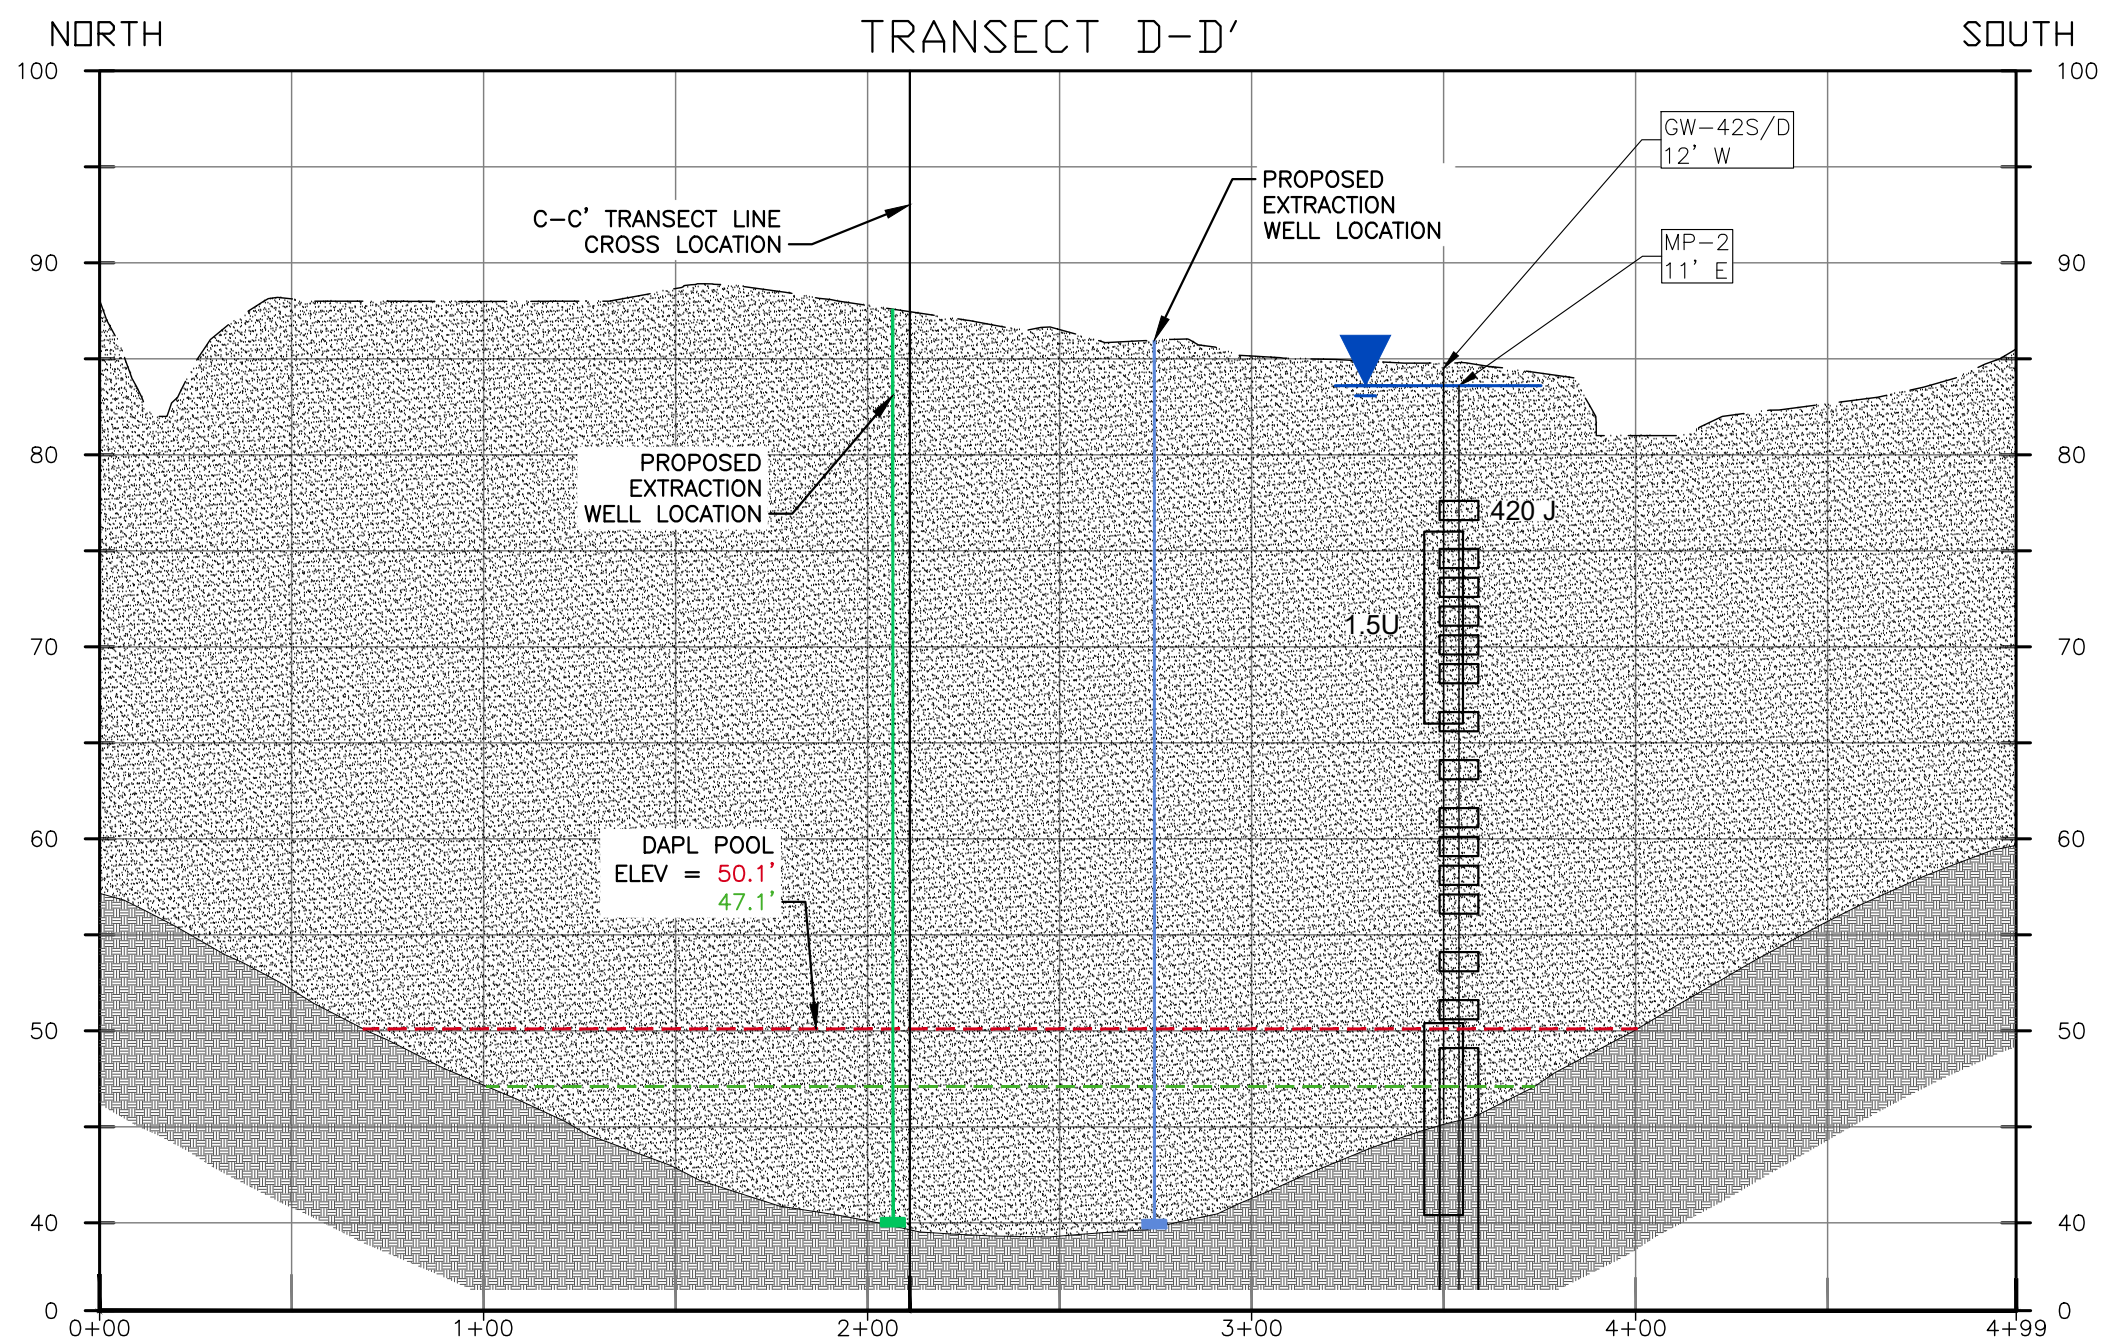 NORTH
TRANSECT D-D'
SOUTH
100
100
GW-42S/D
12' W
PROPOSED
EXTRACTION
WELL LOCATION
C-C' TRANSECT LINE
CROSS LOCATION
MP-2
11' E
90
90
80
80
PROPOSED
EXTRACTION
WELL LOCATION
420 J
1.5U
70
70
60
60
DAPL POOL
ELEV = 50.1'
47.1'
50
50
40
40
0
0
0+00
1+00
2+00
3+00
4+00
4+99